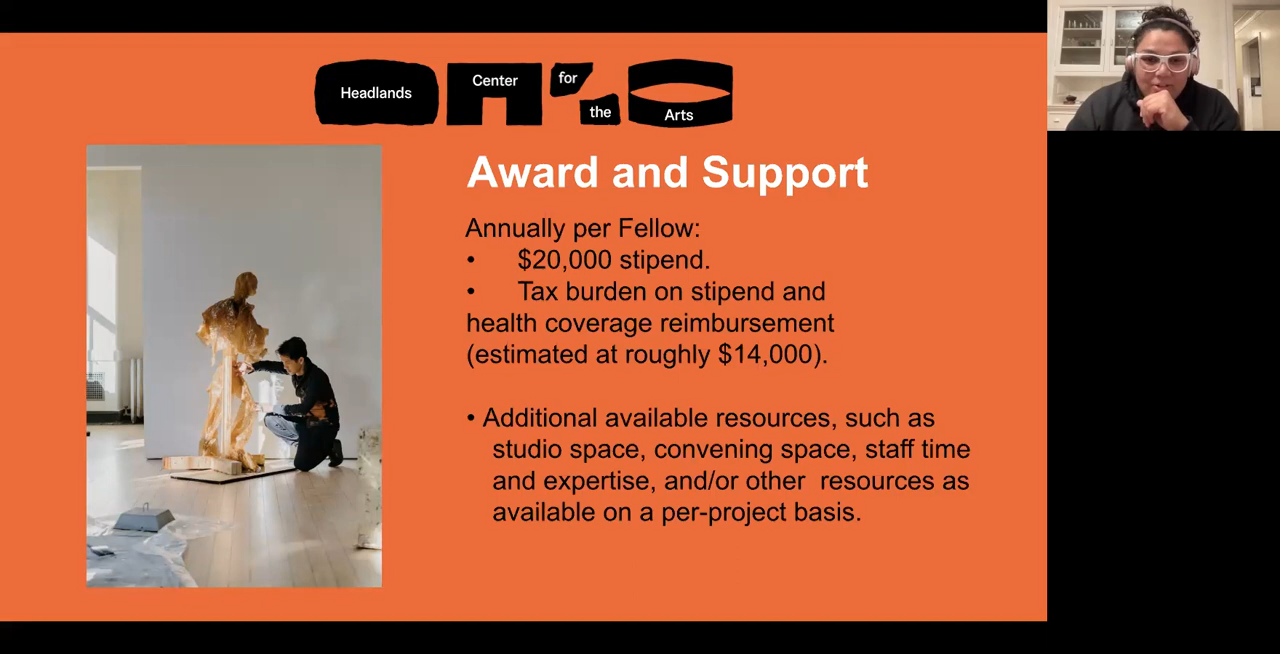 Headlands
Center
for
the
Arts
Award and Support
Annually per Fellow:
• $20,000 stipend.
• Tax burden on stipend and
health coverage reimbursement
(estimated at roughly $14,000).
• Additional available resources, such as
studio space, convening space, staff time
and expertise, and/or other resources as
available on a per-project basis.